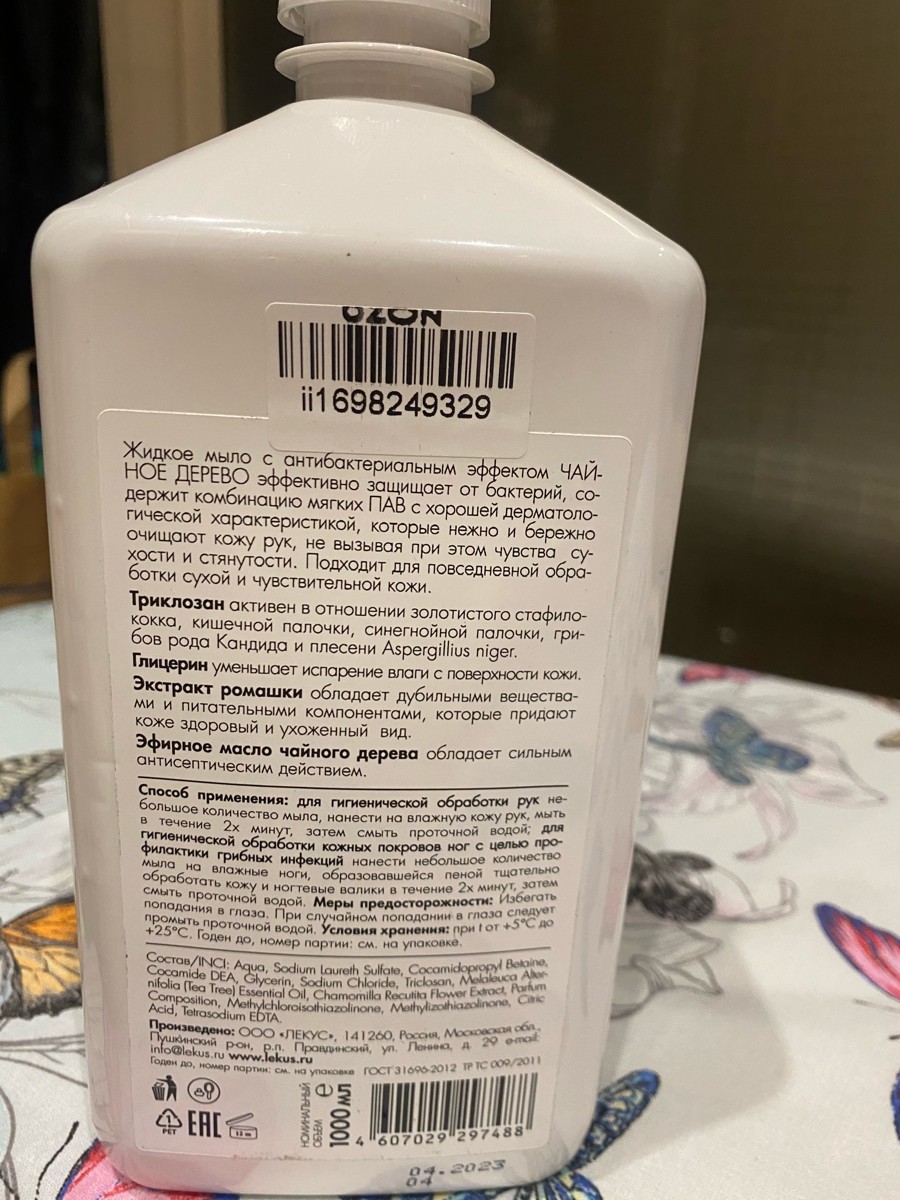 OZON
ii1698249329
Жидкое мыло с антибактериальным эффектом ЧАЙ-
НОЕ ДЕРЕВО эффективно защищает от бактерий, со-
держит комбинацию мягких ПАВ с хорошей дерматоло-
гической характеристикой, которые нежно и бережно
очищают кожу рук, не вызывая при этом чувства су-
хости и стянутости. Подходит для повседневной обра-
ботки сухой и чувствительной кожи.
Триклозан активен в отношении золотистого стафило-
кокка, кишечной палочки, синегнойной палочки, гри-
бов рода Кандида и плесени Aspergillius niger.
Глицерин уменьшает испарение влаги с поверхности кожи.
Экстракт ромашки обладает дубильными вещества-
ми и питательными компонентами, которые придают
коже здоровый и ухоженный вид.
Эфирное масло чайного дерева обладает сильным
антисептическим действием.
Способ применения: для гигиенической обработки рук не-
большое количество мыла, нанести на влажную кожу рук, мыть
в течение 2х минут, затем смыть проточной водой; для
гигиенической обработки кожных покровов ног с целью про-
филактики грибных инфекций нанести небольшое количество
мыла на влажные ноги, образовавшейся пеной тщательно
обработать кожу и ногтевые валики в течение 2х минут, затем
смыть проточной водой. Меры предосторожности: Избегать
попадания в глаза. При случайном попадании в глаза следует
промыть проточной водой. Условия хранения: при t от +5°C до
+25°C. Годен до, номер партии: см. на упаковке.
Состав/INCI: Aqua, Sodium Laureth Sulfate, Cocamidopropyl Betaine,
Cocamide DEA, Glycerin, Sodium Chloride, Triclosan, Melaleuca Alter-
nifolia (Tea Tree) Essential Oil, Chamomilla Recutita Flower Extract, Parfum
Composition, Methylchloroisothiazolinone, Methylizothiazolinone, Citric
Acid, Tetrasodium EDTA.
Произведено: ООО «ЛЕКУС», 141260, Россия, Московская обл.,
Пушкинский р-он, р.п. Правдинский, ул. Ленина, д. 29 e-mail:
info@lekus.ru www.lekus.ru
Годен до, номер партии: см. на упаковке ГОСТ 31696-2012 ТР ТС 009/2011
1
PET
EAC
12 m
НОМИНАЛЬНЫЙ
ОБЪЕМ
1000 мл e
4 607029 297488
04.2023
04